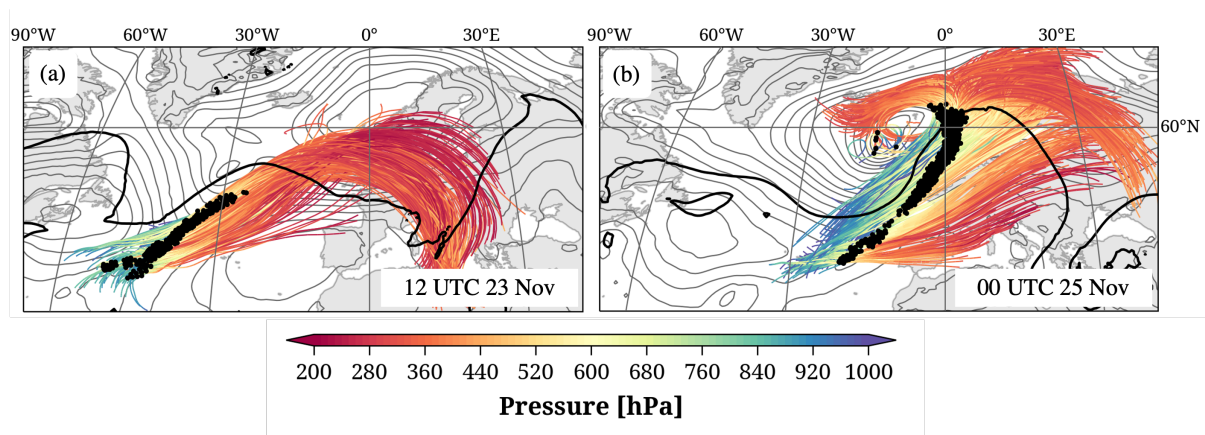 90°W 60°W 30°W 0° 30°E 90°W 60°W 30°W 0° 30°E
(a) (b)
60°N
12 UTC 23 Nov 00 UTC 25 Nov
200 280 360 440 520 600 680 760 840 920 1000
Pressure [hPa]